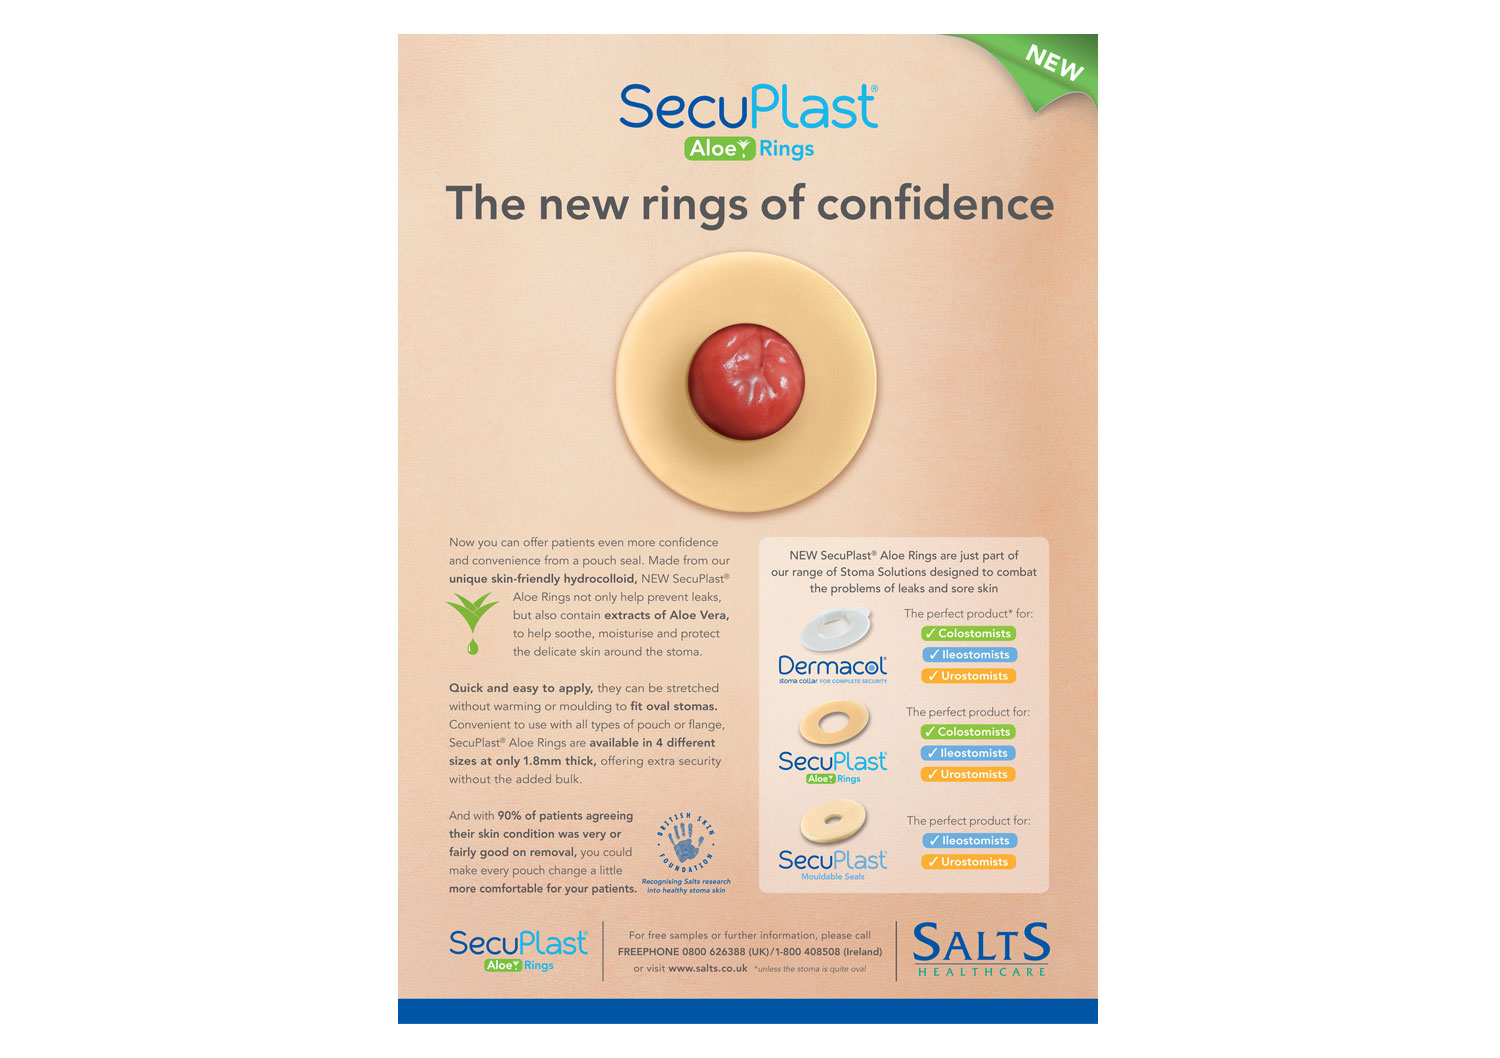 NEW
SecuPlast®
Aloe Rings
The new rings of confidence
Now you can offer patients even more confidence
and convenience from a pouch seal. Made from our
unique skin-friendly hydrocolloid, NEW SecuPlast®
Aloe Rings not only help prevent leaks,
but also contain extracts of Aloe Vera,
to help soothe, moisturise and protect
the delicate skin around the stoma.
Quick and easy to apply, they can be stretched
without warming or moulding to fit oval stomas.
Convenient to use with all types of pouch or flange,
SecuPlast® Aloe Rings are available in 4 different
sizes at only 1.8mm thick, offering extra security
without the added bulk.
And with 90% of patients agreeing
their skin condition was very or
fairly good on removal, you could
make every pouch change a little
more comfortable for your patients.
BRITISH SKIN
FOUNDATION
Recognising Salts research
into healthy stoma skin
NEW SecuPlast® Aloe Rings are just part of
our range of Stoma Solutions designed to combat
the problems of leaks and sore skin
Dermacol®
stoma collar FOR COMPLETE SECURITY
The perfect product* for:
✓ Colostomists
✓ Ileostomists
✓ Urostomists
SecuPlast®
Aloe Rings
The perfect product for:
✓ Colostomists
✓ Ileostomists
✓ Urostomists
SecuPlast®
Mouldable Seals
The perfect product for:
✓ Ileostomists
✓ Urostomists
SecuPlast®
Aloe Rings
For free samples or further information, please call
FREEPHONE 0800 626388 (UK)/1-800 408508 (Ireland)
or visit www.salts.co.uk *unless the stoma is quite oval
SALTS
HEALTHCARE